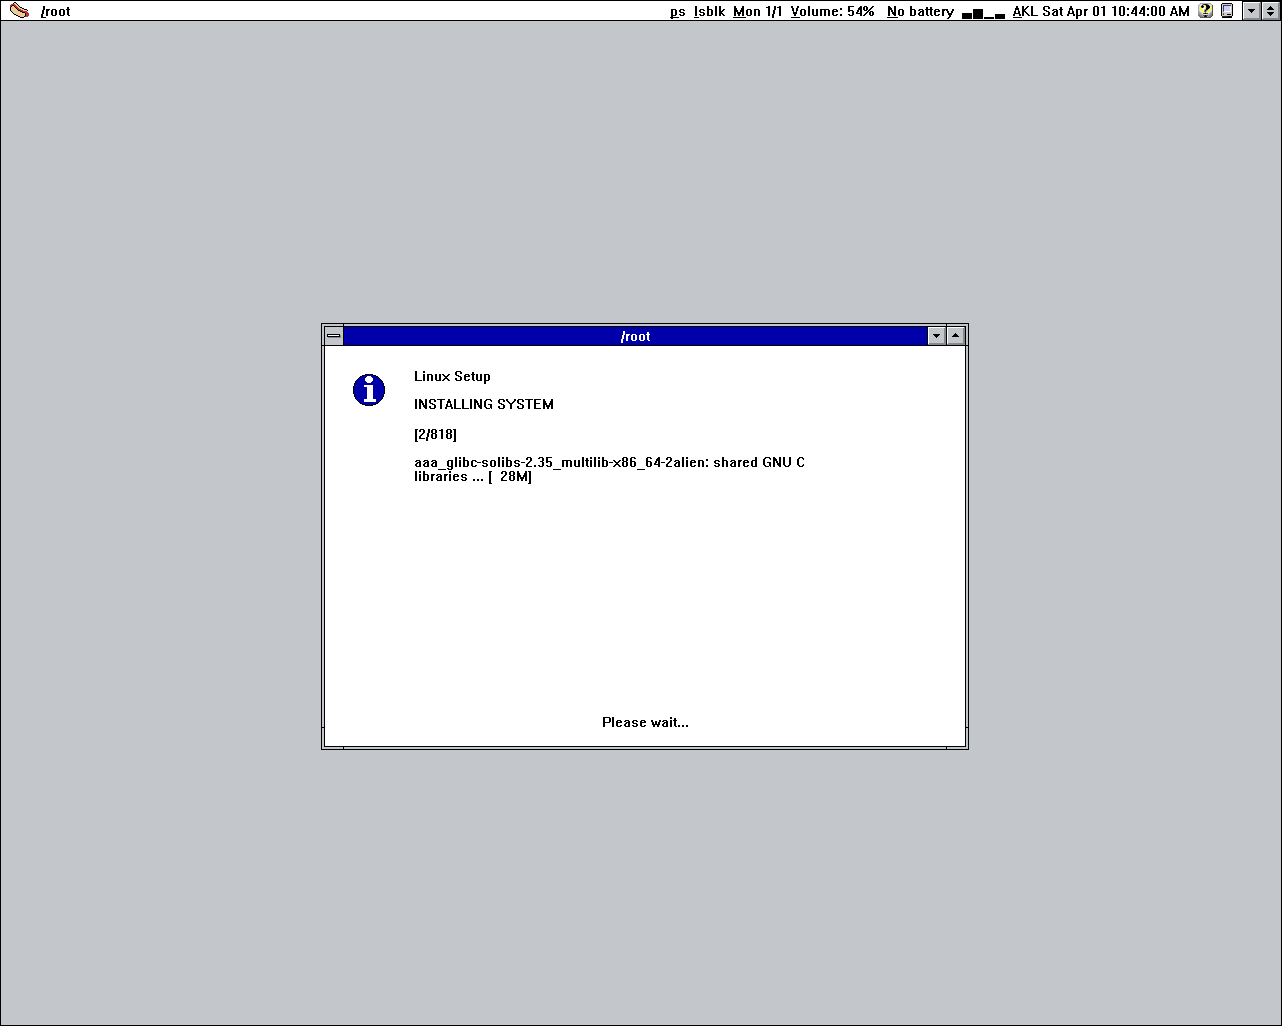 /root
ps lsblk Mon 1/1 Volume: 54% No battery AKL Sat Apr 01 10:44:00 AM
/root
Linux Setup
INSTALLING SYSTEM
[2/818]
aaa_glibc-solibs-2.35_multilib-x86_64-2alien: shared GNU C
libraries ... [  28M]
Please wait...